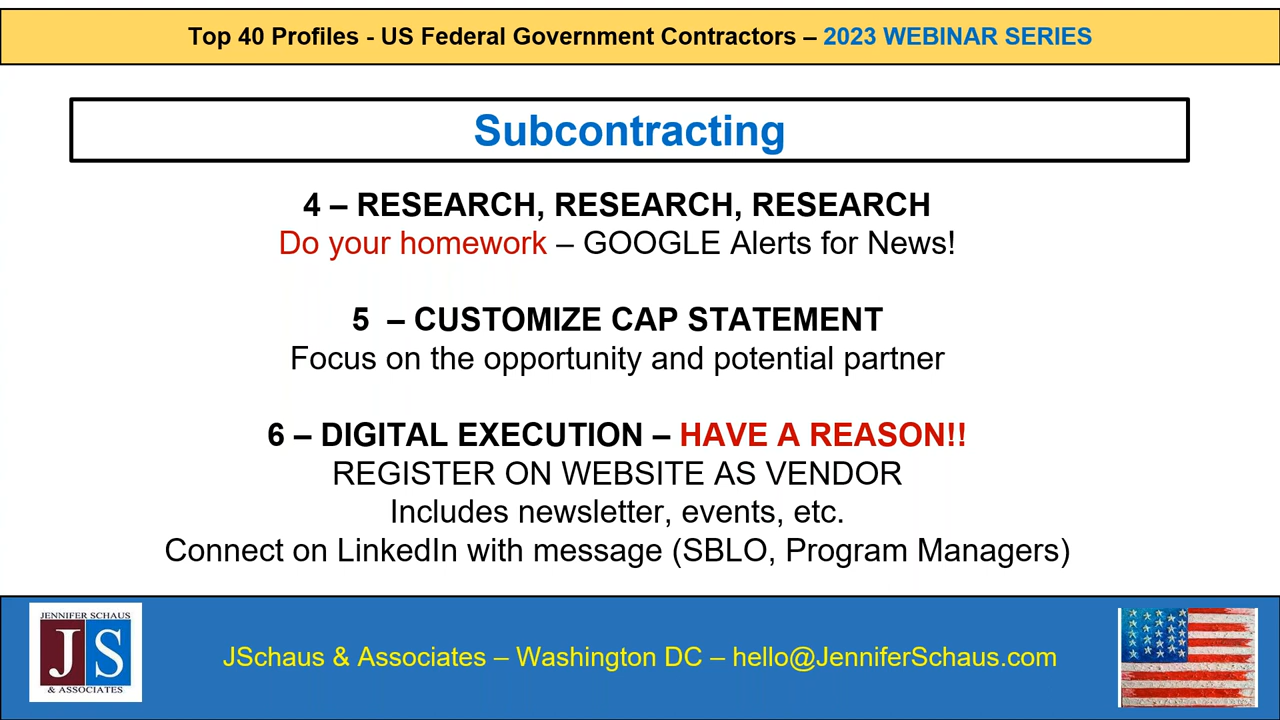 Top 40 Profiles - US Federal Government Contractors – 2023 WEBINAR SERIES
Subcontracting
4 – RESEARCH, RESEARCH, RESEARCH
Do your homework – GOOGLE Alerts for News!
5  – CUSTOMIZE CAP STATEMENT
Focus on the opportunity and potential partner
6 – DIGITAL EXECUTION – HAVE A REASON!!
REGISTER ON WEBSITE AS VENDOR
Includes newsletter, events, etc.
Connect on LinkedIn with message (SBLO, Program Managers)
JENNIFER SCHAUS
JS
& ASSOCIATES
JSchaus & Associates – Washington DC – hello@JenniferSchaus.com